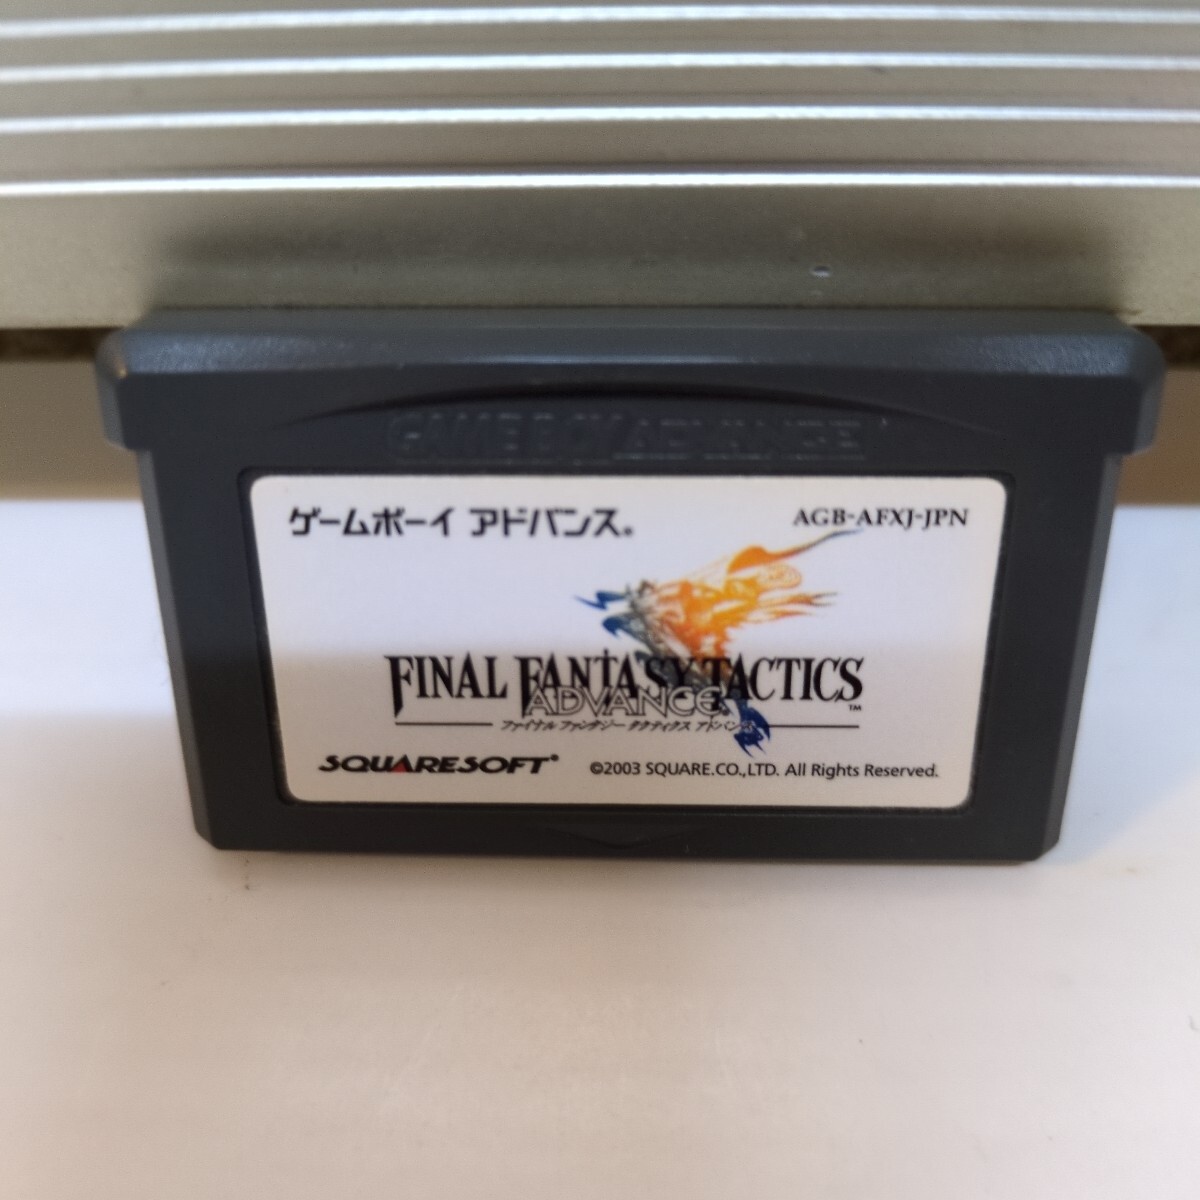 GAME BOY ADVANCE
ゲームボーイ アドバンス® AGB-AFXJ-JPN
FINAL FANTASY TACTICS™
ADVANCE
ファイナル ファンタジー タクティクス アドバンス
SQUARESOFT® ©2003 SQUARE.CO.,LTD. All Rights Reserved.